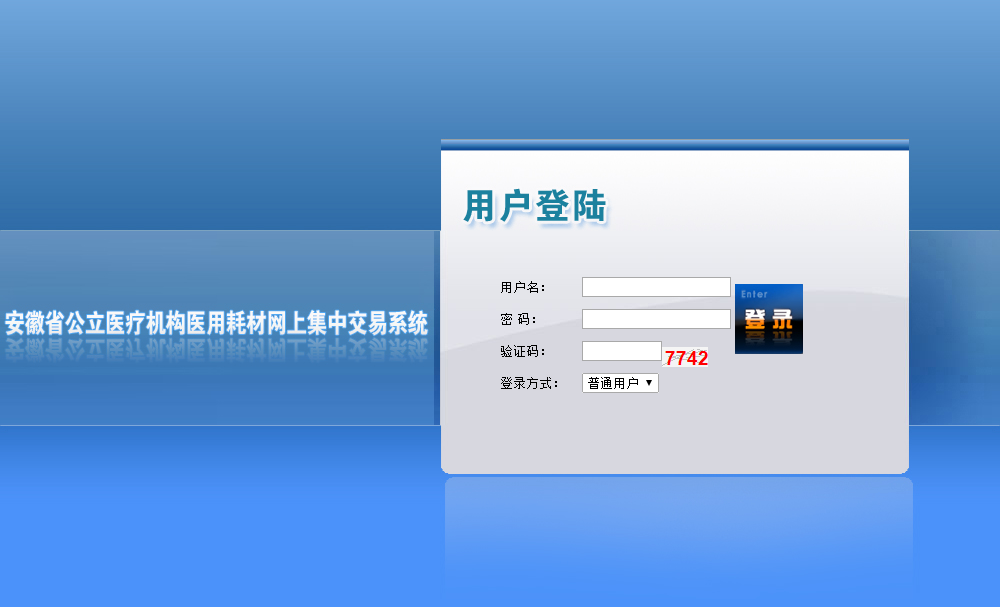 用户登陆
用户名：
Enter
密 码：
登录
安徽省公立医疗机构医用耗材网上集中交易系统
验证码：
7742
登录方式：
普通用户